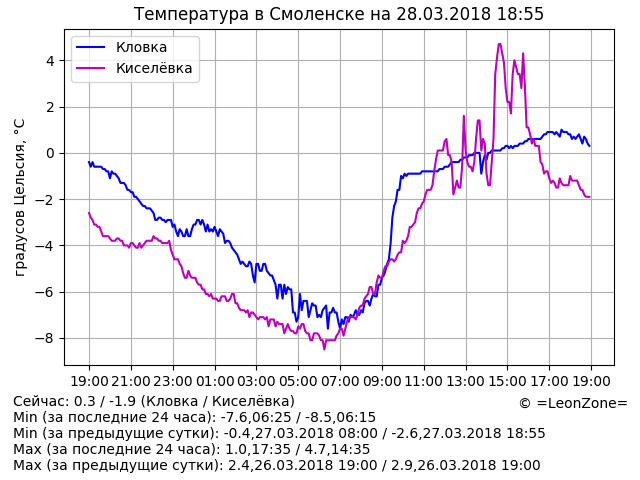 Температура в Смоленске на 28.03.2018 18:55
Кловка
Киселёвка
градусов Цельсия, °C
4
2
0
−2
−4
−6
−8
19:00 21:00 23:00 01:00 03:00 05:00 07:00 09:00 11:00 13:00 15:00 17:00 19:00
Сейчас: 0.3 / -1.9 (Кловка / Киселёвка)
© =LeonZone=
Min (за последние 24 часа): -7.6,06:25 / -8.5,06:15
Min (за предыдущие сутки): -0.4,27.03.2018 08:00 / -2.6,27.03.2018 18:55
Max (за последние 24 часа): 1.0,17:35 / 4.7,14:35
Max (за предыдущие сутки): 2.4,26.03.2018 19:00 / 2.9,26.03.2018 19:00